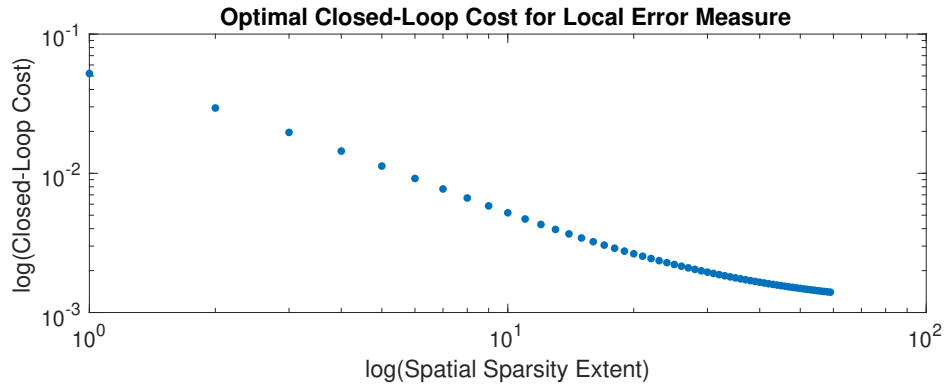 Optimal Closed-Loop Cost for Local Error Measure
log(Closed-Loop Cost)
10^-1
10^-2
10^-3
10^0 10^1 10^2
log(Spatial Sparsity Extent)